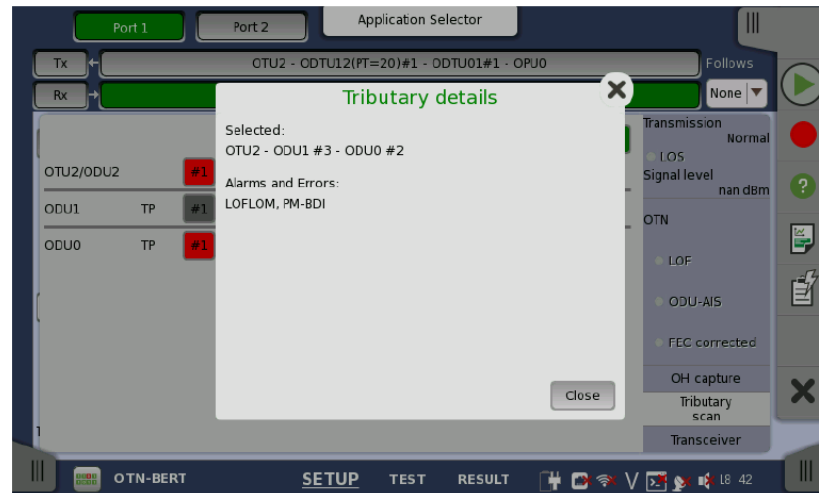 Port 1
Port 2
Application Selector
Tx
OTU2 - ODTU12(PT=20)#1 - ODTU01#1 - OPU0
Follows
Rx
None
Tributary details
Selected:
OTU2 - ODU1 #3 - ODU0 #2
Alarms and Errors:
LOFLOM, PM-BDI
Close
OTU2/ODU2
#1
ODU1 TP #1
ODU0 TP #1
Transmission
Normal
LOS
Signal level
nan dBm
OTN
LOF
ODU-AIS
FEC corrected
OH capture
Tributary
scan
Transceiver
OTN-BERT
SETUP
TEST
RESULT
V
18 42